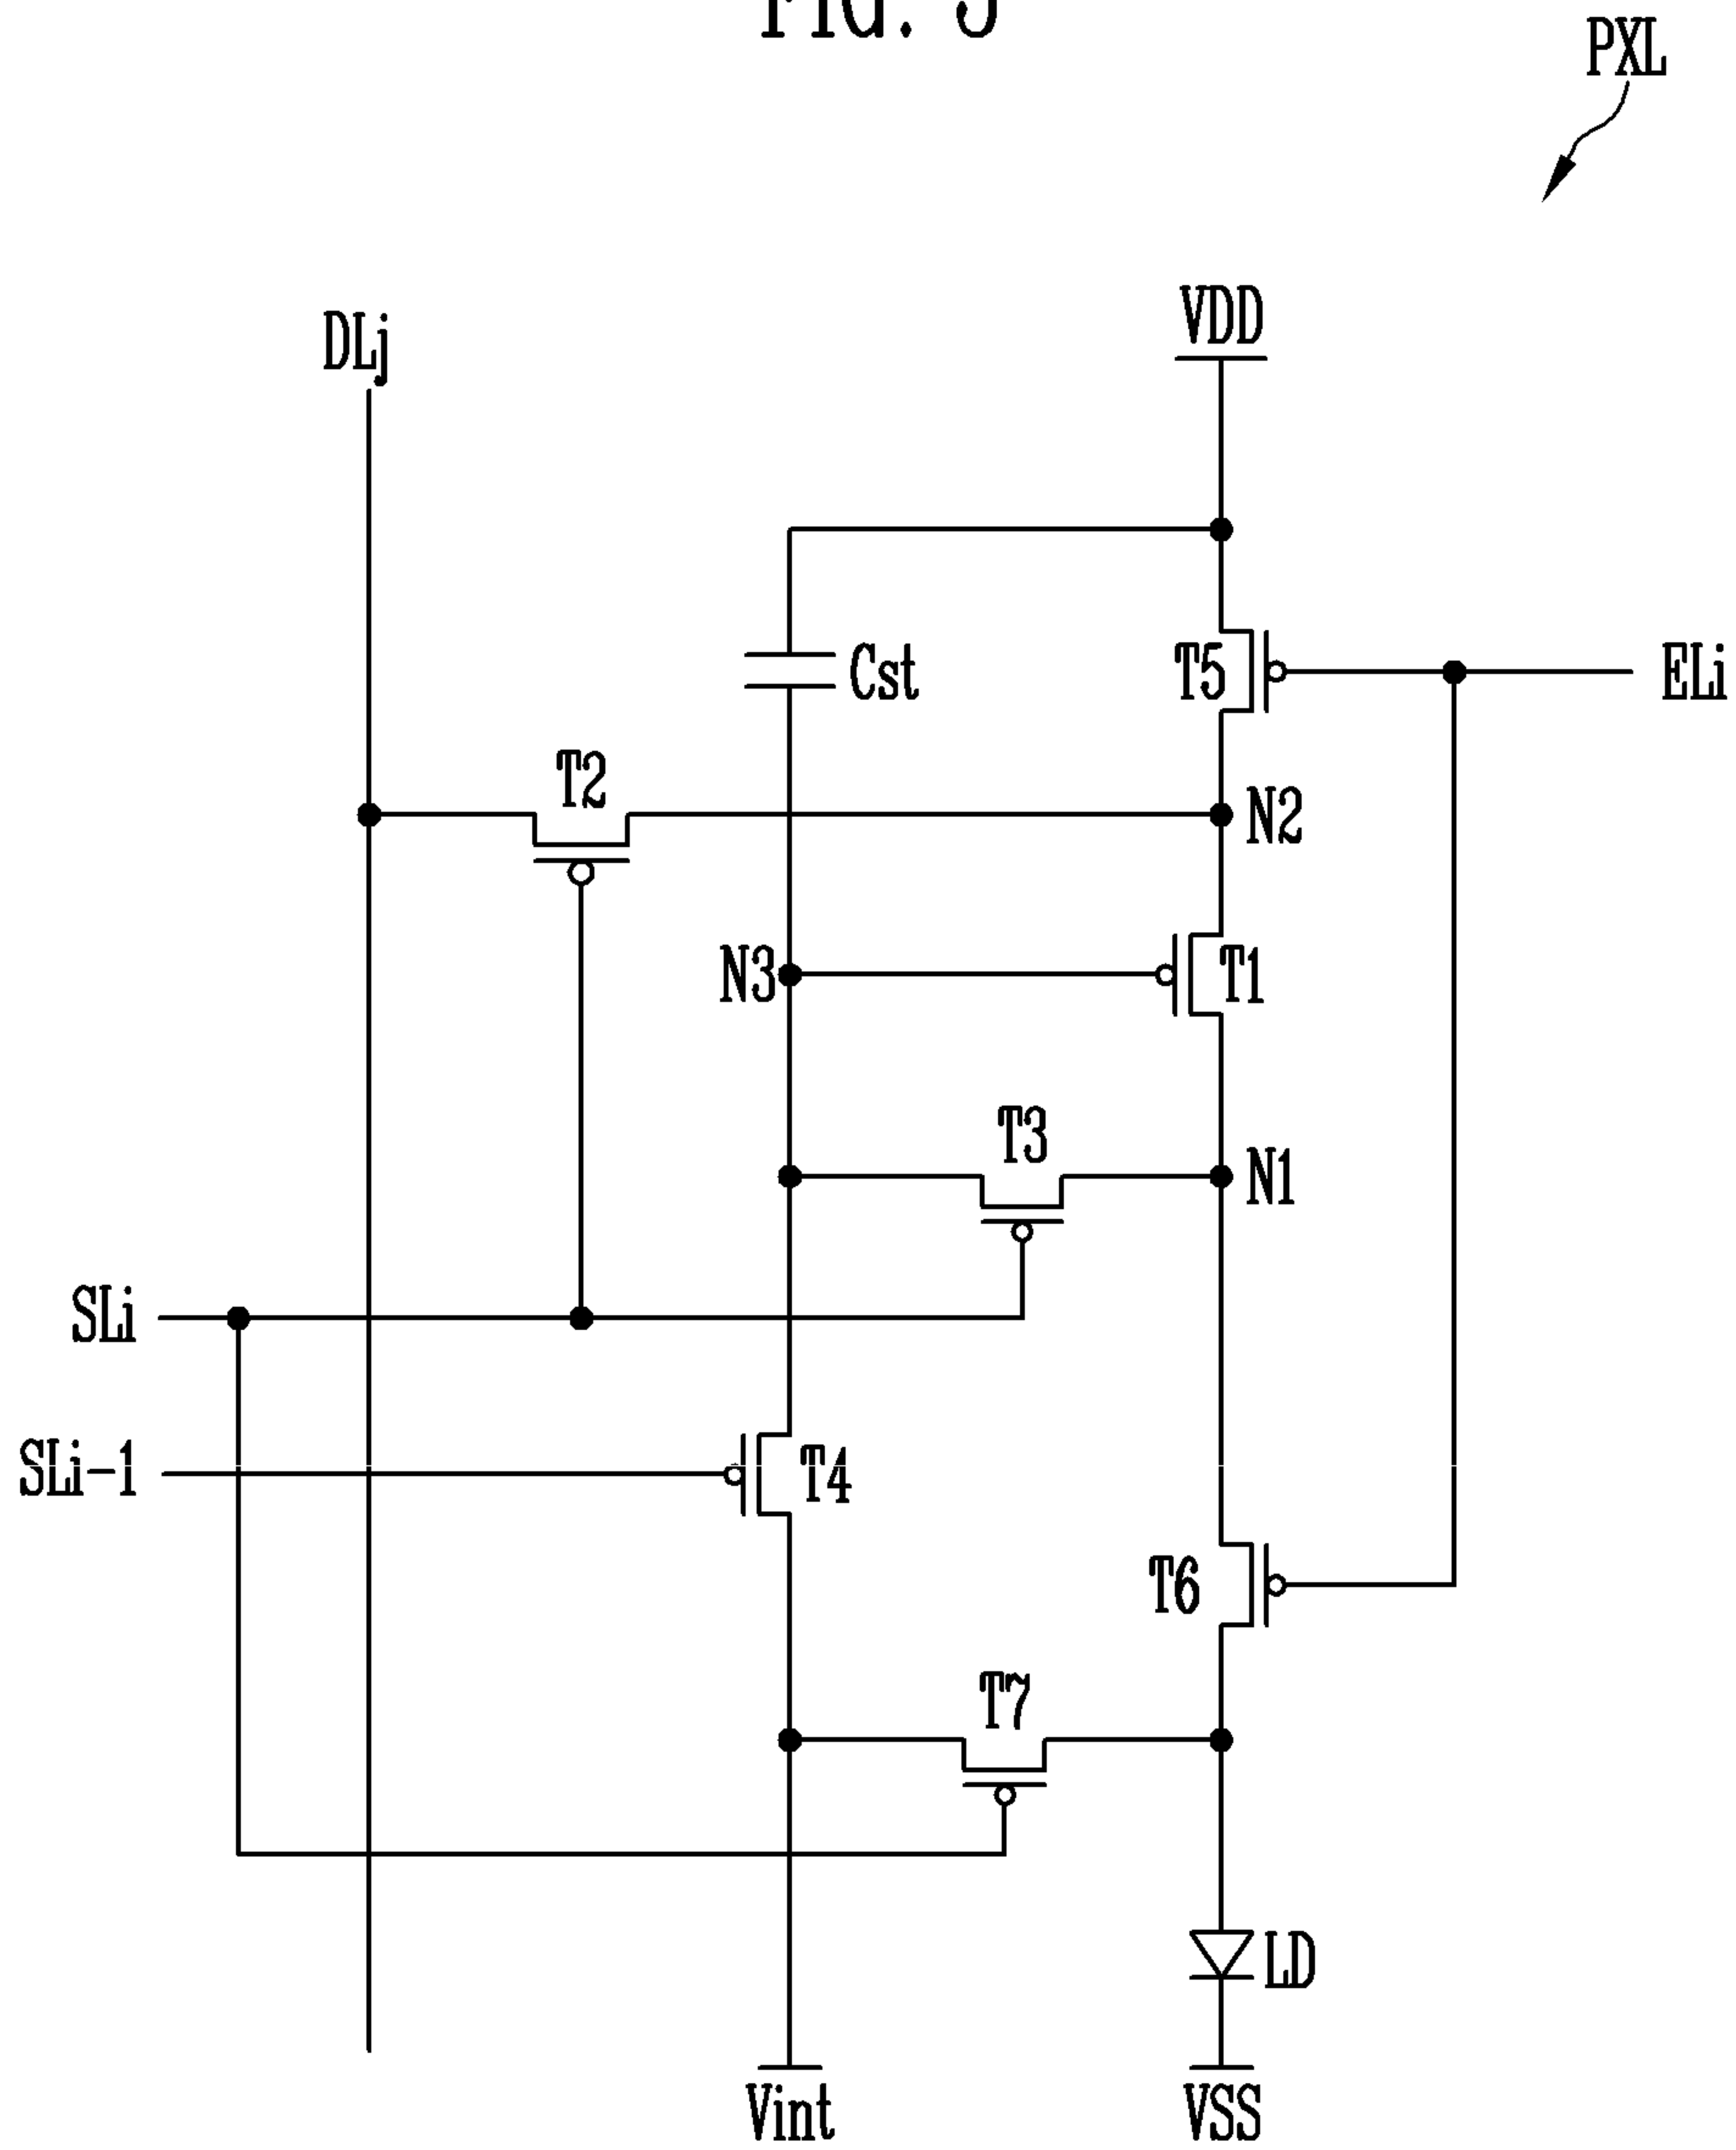 FIG.
PXL
VDD
DLj
Cst
T5
ELi
T2
N2
N3
T1
T3
N1
SLi
SLi-1
T4
T6
T7
LD
Vint
VSS